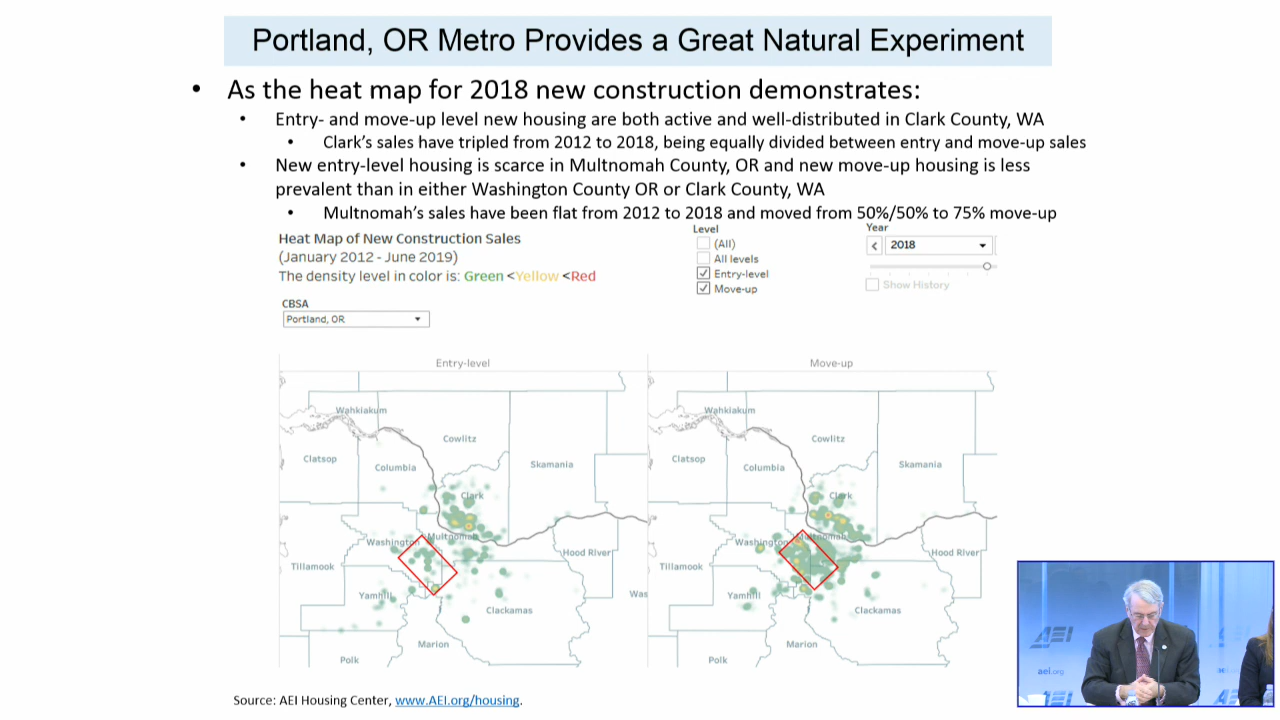 Portland, OR Metro Provides a Great Natural Experiment
• As the heat map for 2018 new construction demonstrates:
• Entry- and move-up level new housing are both active and well-distributed in Clark County, WA
• Clark's sales have tripled from 2012 to 2018, being equally divided between entry and move-up sales
• New entry-level housing is scarce in Multnomah County, OR and new move-up housing is less
prevalent than in either Washington County OR or Clark County, WA
• Multnomah's sales have been flat from 2012 to 2018 and moved from 50%/50% to 75% move-up
Heat Map of New Construction Sales
(January 2012 - June 2019)
The density level in color is: Green <Yellow <Red
Level
(All)
All levels
Entry-level
Move-up
Year
2018
Show History
CBSA
Portland, OR
Entry-level
Wahkiakum
Cowlitz
Clatsop
Columbia
Skamania
Clark
Multnomah
Washington
Hood River
Tillamook
Yamhill
Was
Clackamas
Marion
Polk
Move-up
Wahkiakum
Cowlitz
Clatsop
Columbia
Skamania
Clark
Multnomah
Washington
Hood River
Tillamook
Yamhill
Clackamas
Marion
Polk
AEI
aei.org
AEI
Source: AEI Housing Center, www.AEI.org/housing.